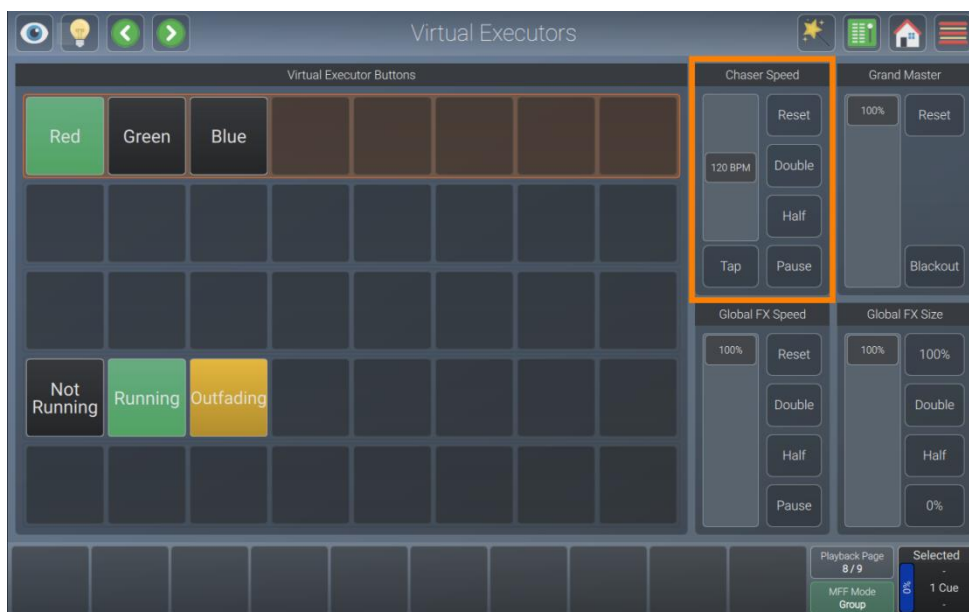 Virtual Executors
Virtual Executor Buttons
Red
Green
Blue
Not
Running
Running
Outfading
Chaser Speed
120 BPM
Reset
Double
Half
Tap
Pause
Grand Master
100%
Reset
Blackout
Global FX Speed
100%
Reset
Double
Half
Pause
Global FX Size
100%
100%
Double
Half
0%
Playback Page
8/9
MFF Mode
Group
Selected
-
0%
1 Cue
-